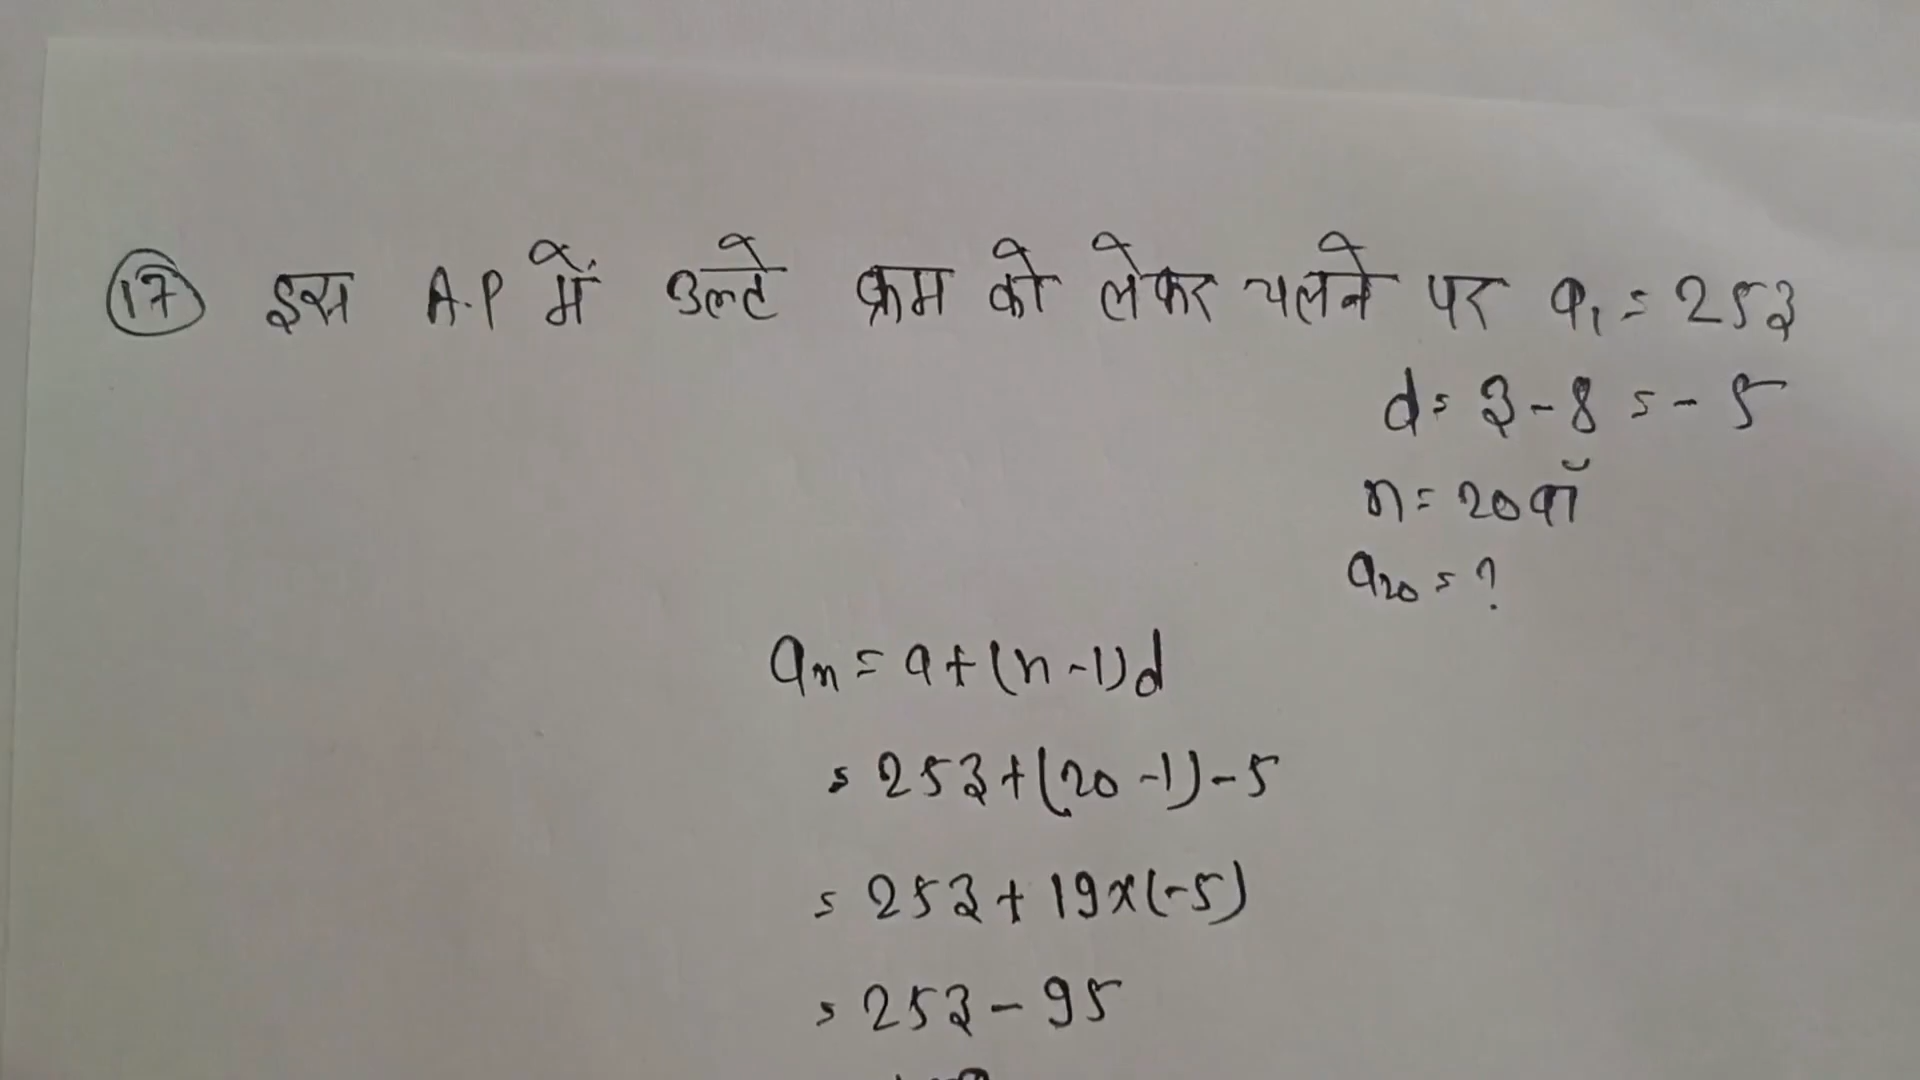 17 इस A.P में उल्टे क्रम को लेकर चलने पर a₁ = 253
d = 3 - 8 = - 5
n = 20वाँ
a₂₀ = ?
aₙ = a + (n - 1)d
= 253 + (20 - 1) - 5
= 253 + 19 x (-5)
= 253 - 95